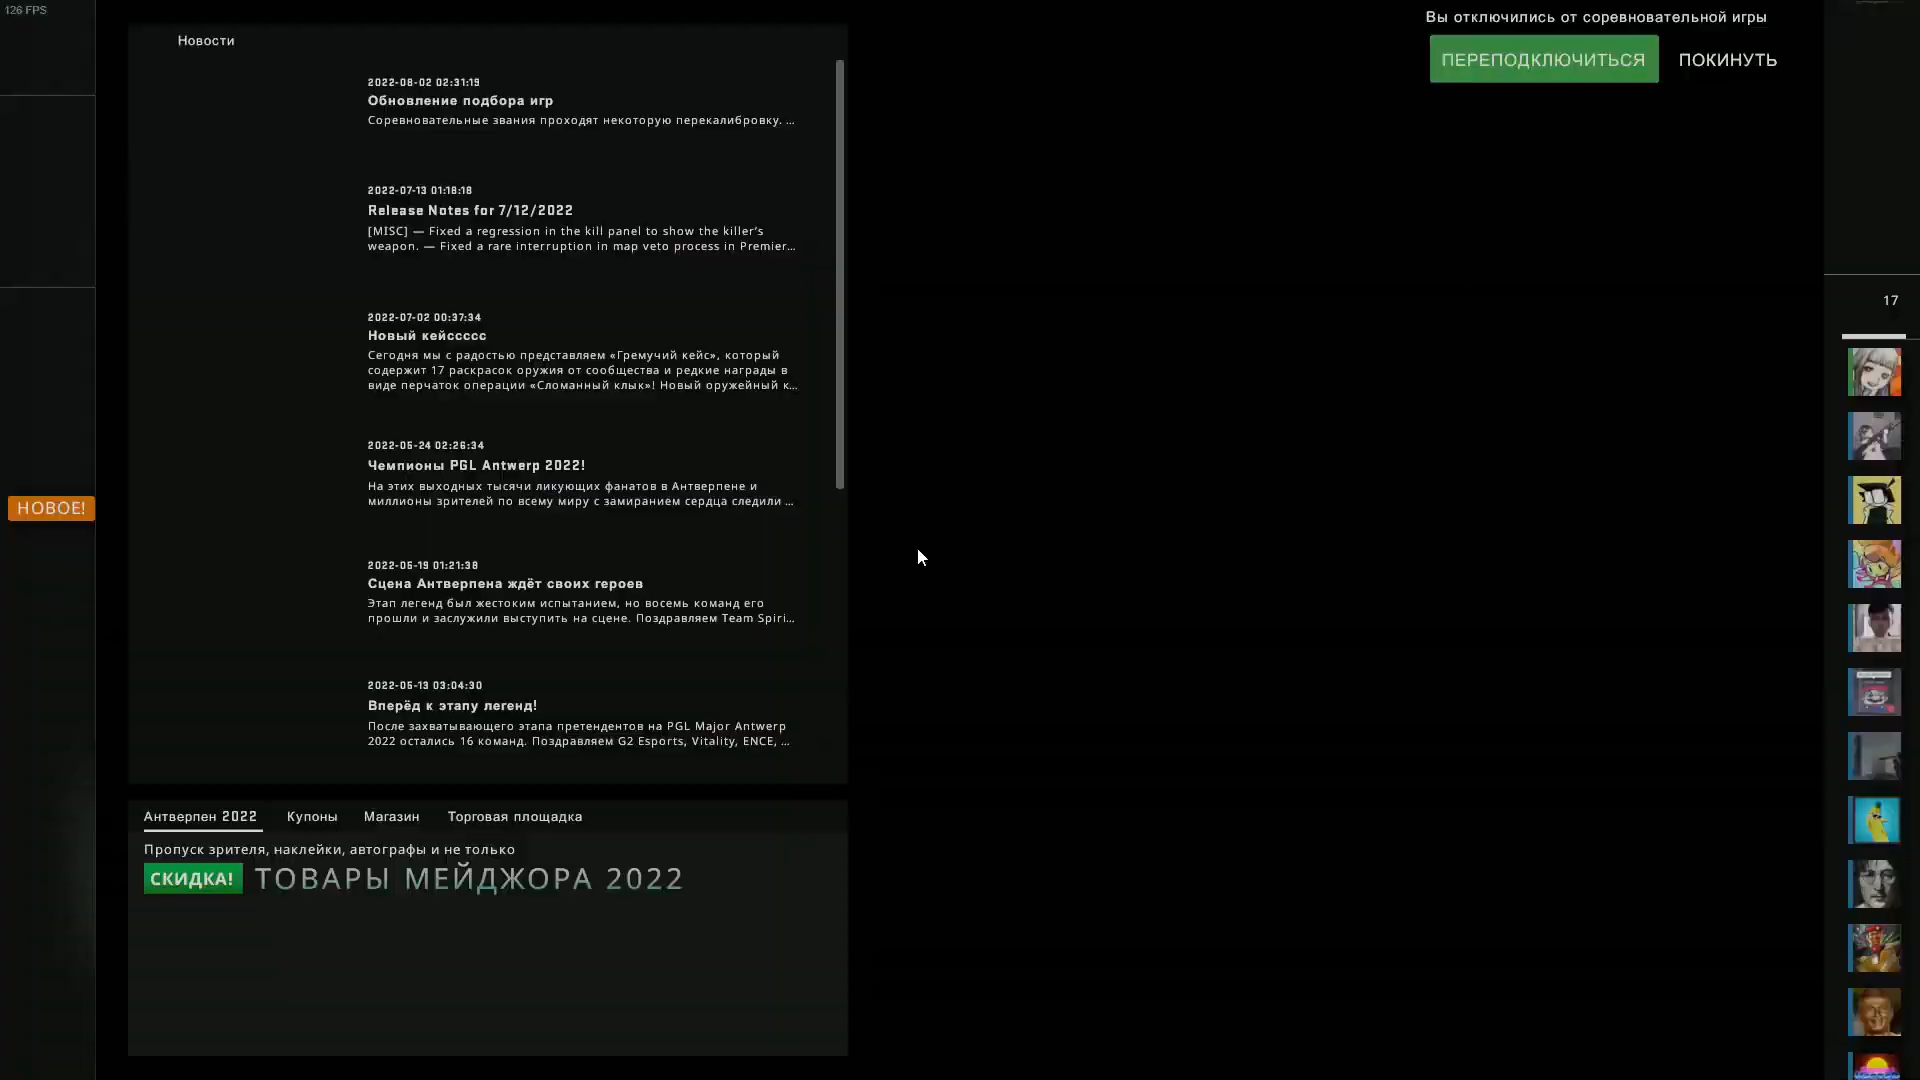 126 FPS
Новости
2022-08-02 02:31:19
Обновление подбора игр
Соревновательные звания проходят некоторую перекалибровку. ...
2022-07-13 01:18:18
Release Notes for 7/12/2022
[MISC] — Fixed a regression in the kill panel to show the killer’s
weapon. — Fixed a rare interruption in map veto process in Premier...
2022-07-02 00:37:34
Новый кейссссс
Сегодня мы с радостью представляем «Гремучий кейс», который
содержит 17 раскрасок оружия от сообщества и редкие награды в
виде перчаток операции «Сломанный клык»! Новый оружейный к...
2022-05-24 02:26:34
Чемпионы PGL Antwerp 2022!
На этих выходных тысячи ликующих фанатов в Антверпене и
миллионы зрителей по всему миру с замиранием сердца следили ...
2022-05-19 01:21:38
Сцена Антверпена ждёт своих героев
Этап легенд был жестоким испытанием, но восемь команд его
прошли и заслужили выступить на сцене. Поздравляем Team Spiri...
2022-05-13 03:04:30
Вперёд к этапу легенд!
После захватывающего этапа претендентов на PGL Major Antwerp
2022 остались 16 команд. Поздравляем G2 Esports, Vitality, ENCE, ...
Антверпен 2022 Купоны Магазин Торговая площадка
Пропуск зрителя, наклейки, автографы и не только
СКИДКА! ТОВАРЫ МЕЙДЖОРА 2022
НОВОЕ!
Вы отключились от соревновательной игры
ПЕРЕПОДКЛЮЧИТЬСЯ ПОКИНУТЬ
17